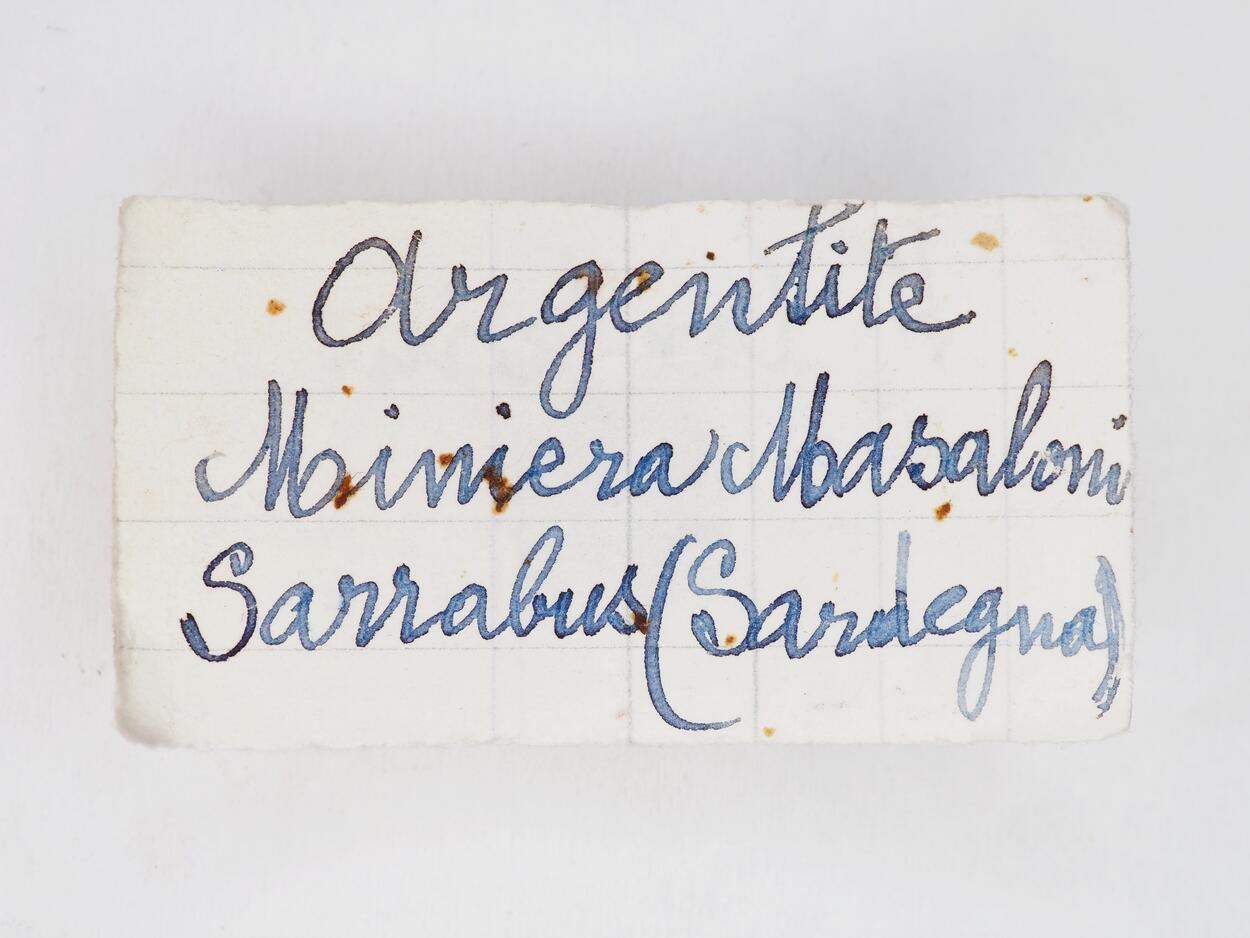 Argentite
Miniera Masaloni
Sarrabus (Sardegna)